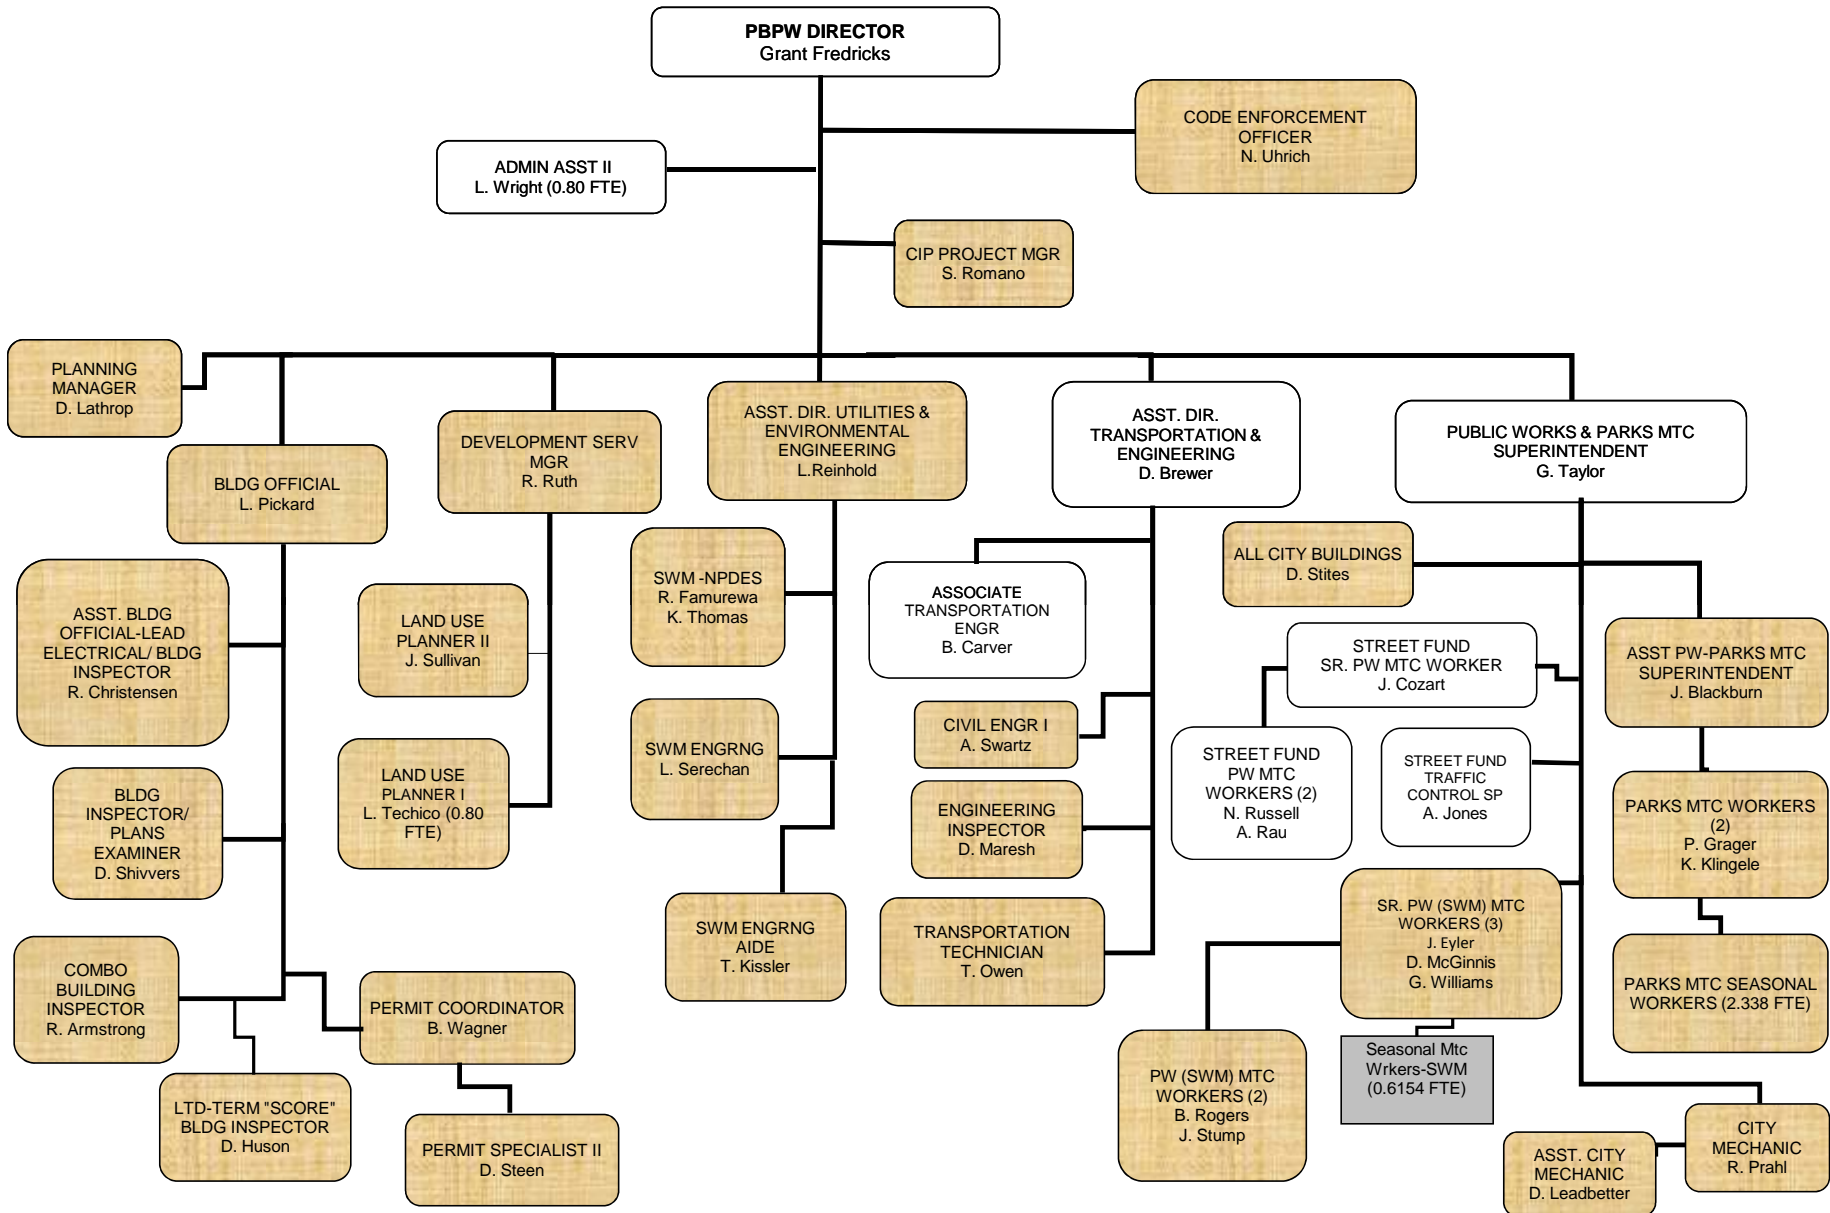 PBPW DIRECTOR
Grant Fredricks
CODE ENFORCEMENT
OFFICER
N. Uhrich
ADMIN ASST II
L. Wright (0.80 FTE)
CIP PROJECT MGR
S. Romano
PLANNING
MANAGER
D. Lathrop
BLDG OFFICIAL
L. Pickard
DEVELOPMENT SERV
MGR
R. Ruth
ASST. DIR. UTILITIES &
ENVIRONMENTAL
ENGINEERING
L.Reinhold
ASST. DIR.
TRANSPORTATION &
ENGINEERING
D. Brewer
PUBLIC WORKS & PARKS MTC
SUPERINTENDENT
G. Taylor
ASST. BLDG
OFFICIAL-LEAD
ELECTRICAL/ BLDG
INSPECTOR
R. Christensen
BLDG
INSPECTOR/
PLANS
EXAMINER
D. Shivvers
COMBO
BUILDING
INSPECTOR
R. Armstrong
LTD-TERM "SCORE"
BLDG INSPECTOR
D. Huson
PERMIT COORDINATOR
B. Wagner
PERMIT SPECIALIST II
D. Steen
LAND USE
PLANNER II
J. Sullivan
LAND USE
PLANNER I
L. Techico (0.80
FTE)
SWM -NPDES
R. Famurewa
K. Thomas
SWM ENGRNG
L. Serechan
SWM ENGRNG
AIDE
T. Kissler
ASSOCIATE
TRANSPORTATION
ENGR
B. Carver
CIVIL ENGR I
A. Swartz
ENGINEERING
INSPECTOR
D. Maresh
TRANSPORTATION
TECHNICIAN
T. Owen
ALL CITY BUILDINGS
D. Stites
STREET FUND
SR. PW MTC WORKER
J. Cozart
STREET FUND
PW MTC
WORKERS (2)
N. Russell
A. Rau
STREET FUND
TRAFFIC
CONTROL SP
A. Jones
SR. PW (SWM) MTC
WORKERS (3)
J. Eyler
D. McGinnis
G. Williams
PW (SWM) MTC
WORKERS (2)
B. Rogers
J. Stump
Seasonal Mtc
Wrkers-SWM
(0.6154 FTE)
ASST PW-PARKS MTC
SUPERINTENDENT
J. Blackburn
PARKS MTC WORKERS
(2)
P. Grager
K. Klingele
PARKS MTC SEASONAL
WORKERS (2.338 FTE)
CITY
MECHANIC
R. Prahl
ASST. CITY
MECHANIC
D. Leadbetter